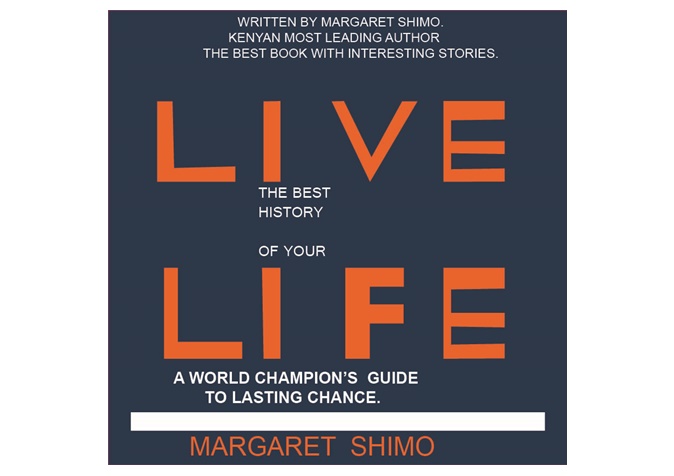 WRITTEN BY MARGARET SHIMO.
KENYAN MOST LEADING AUTHOR
THE BEST BOOK WITH INTERESTING STORIES.
LIVE
THE BEST
HISTORY
OF YOUR
LIFE
A WORLD CHAMPION'S GUIDE
TO LASTING CHANCE.
MARGARET SHIMO